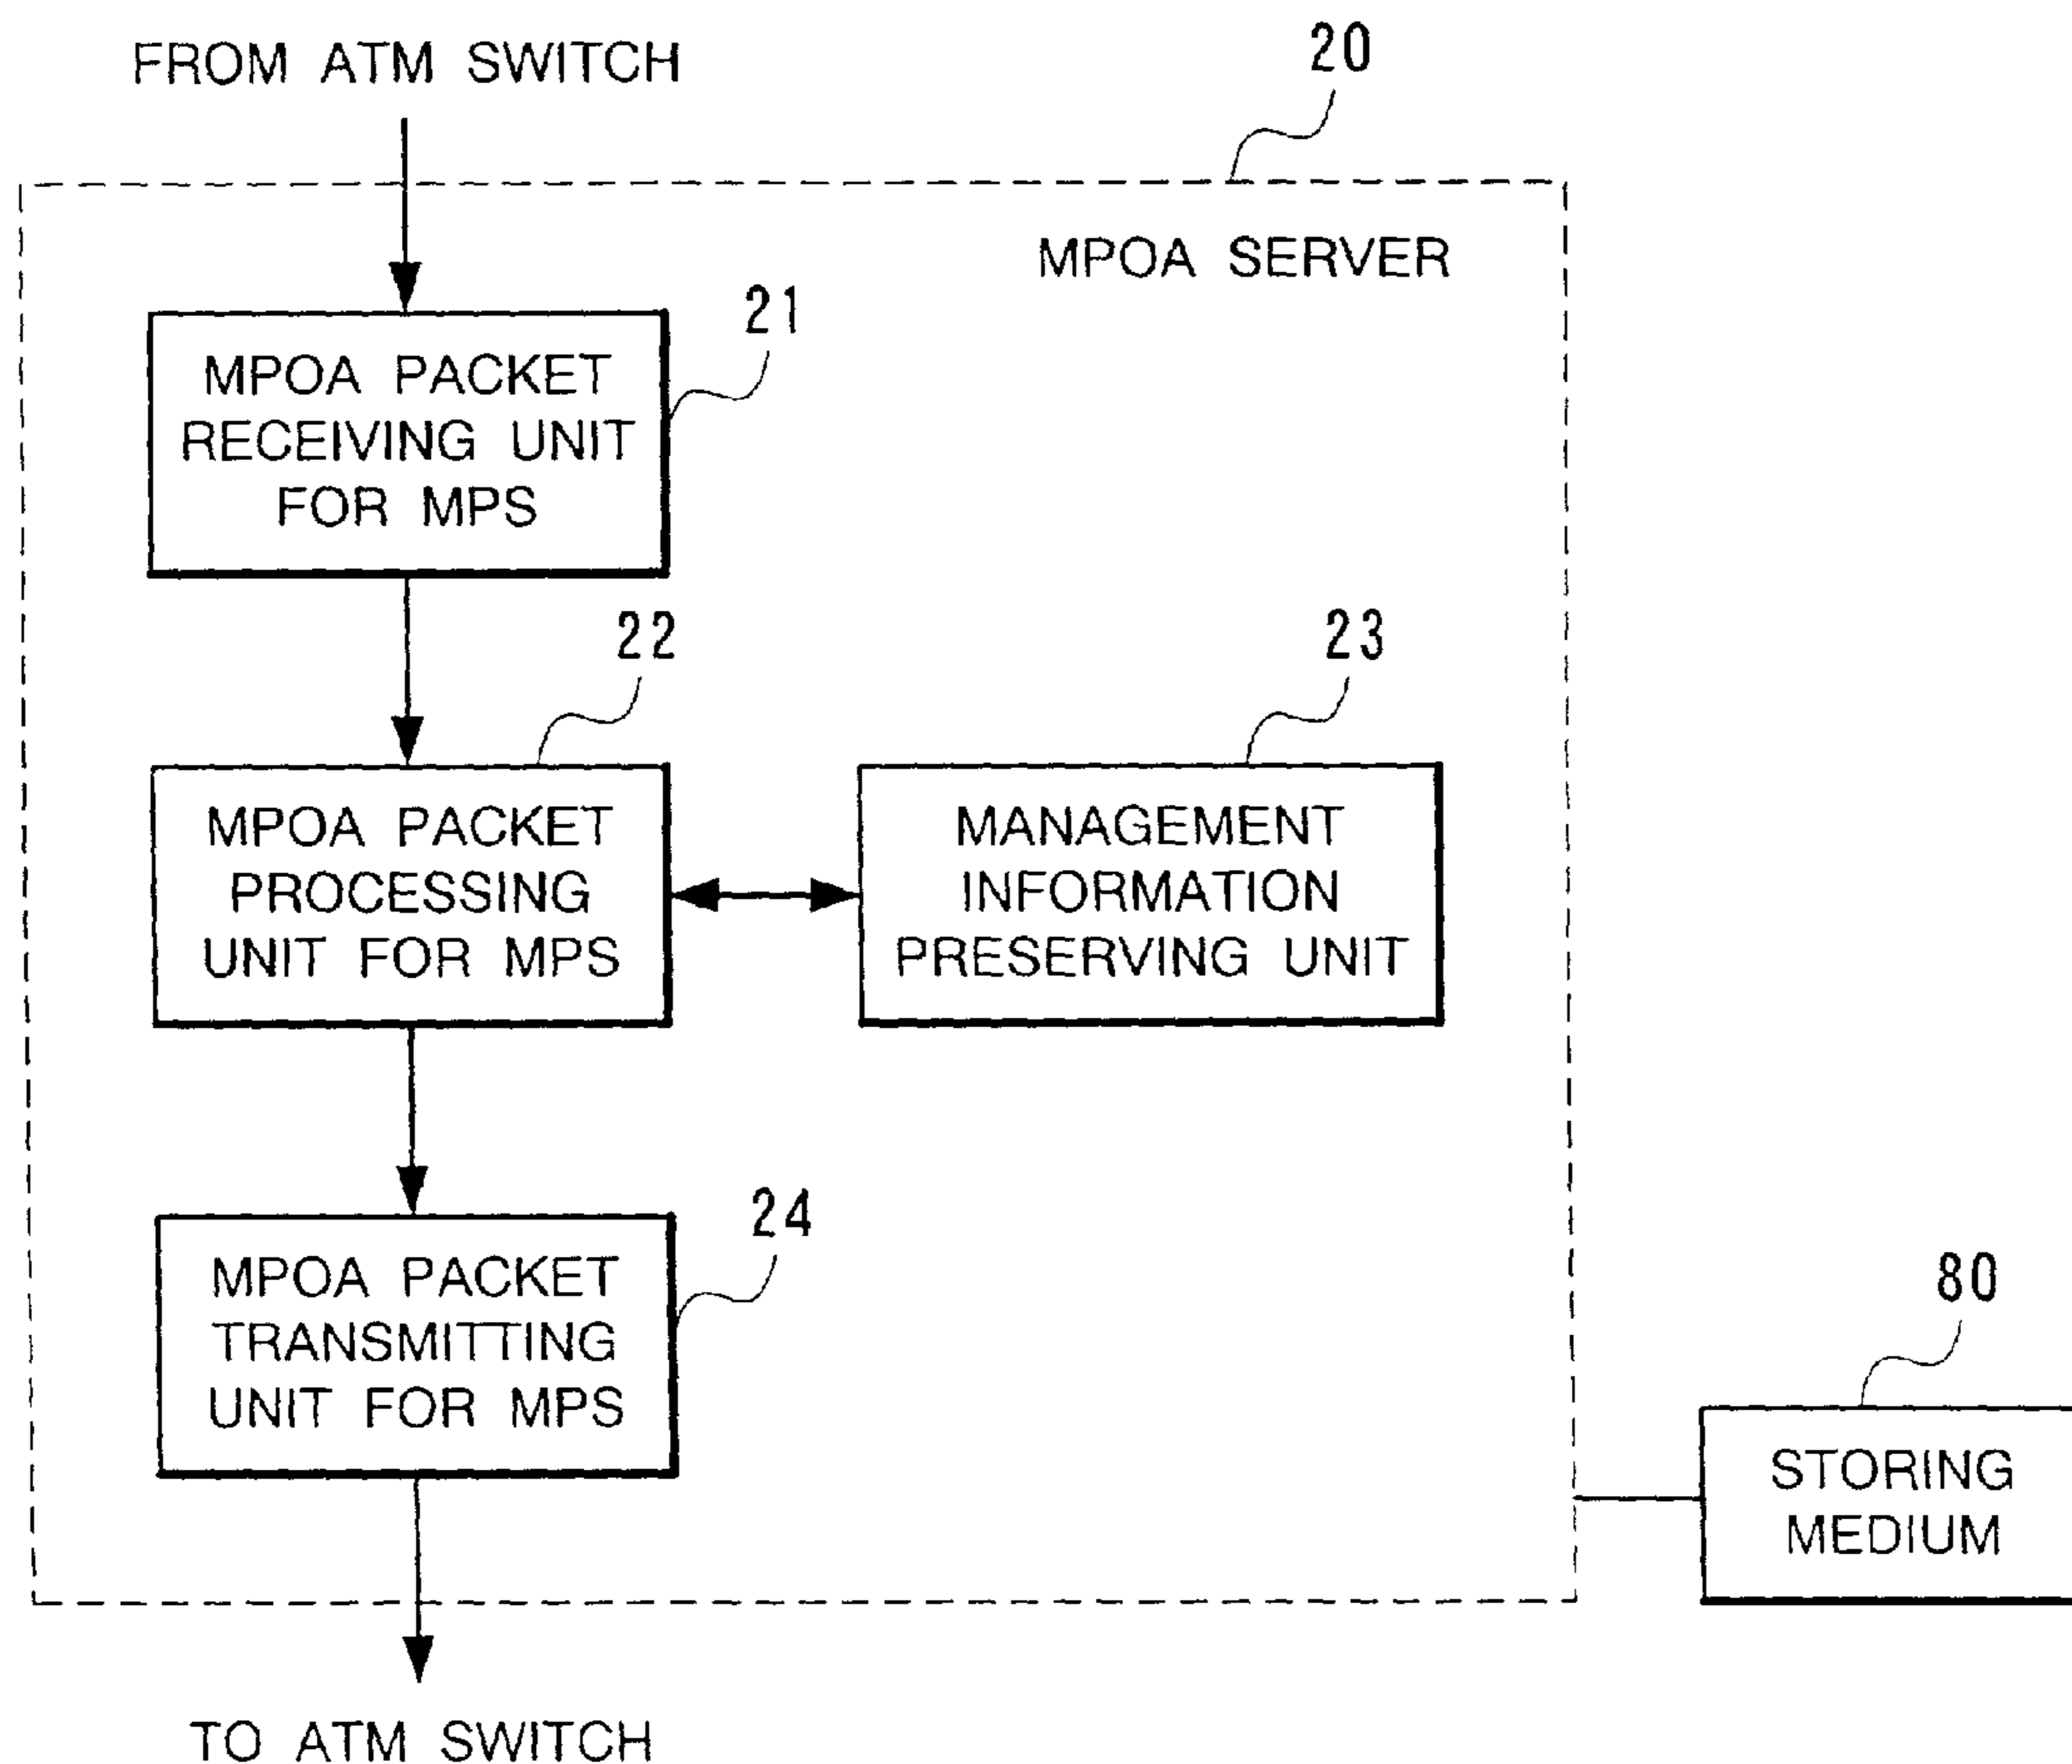 FROM ATM SWITCH
20
MPOA SERVER
21
MPOA PACKET
RECEIVING UNIT
FOR MPS
22
23
MPOA PACKET
PROCESSING
UNIT FOR MPS
MANAGEMENT
INFORMATION
PRESERVING UNIT
24
MPOA PACKET
TRANSMITTING
UNIT FOR MPS
80
STORING
MEDIUM
TO ATM SWITCH